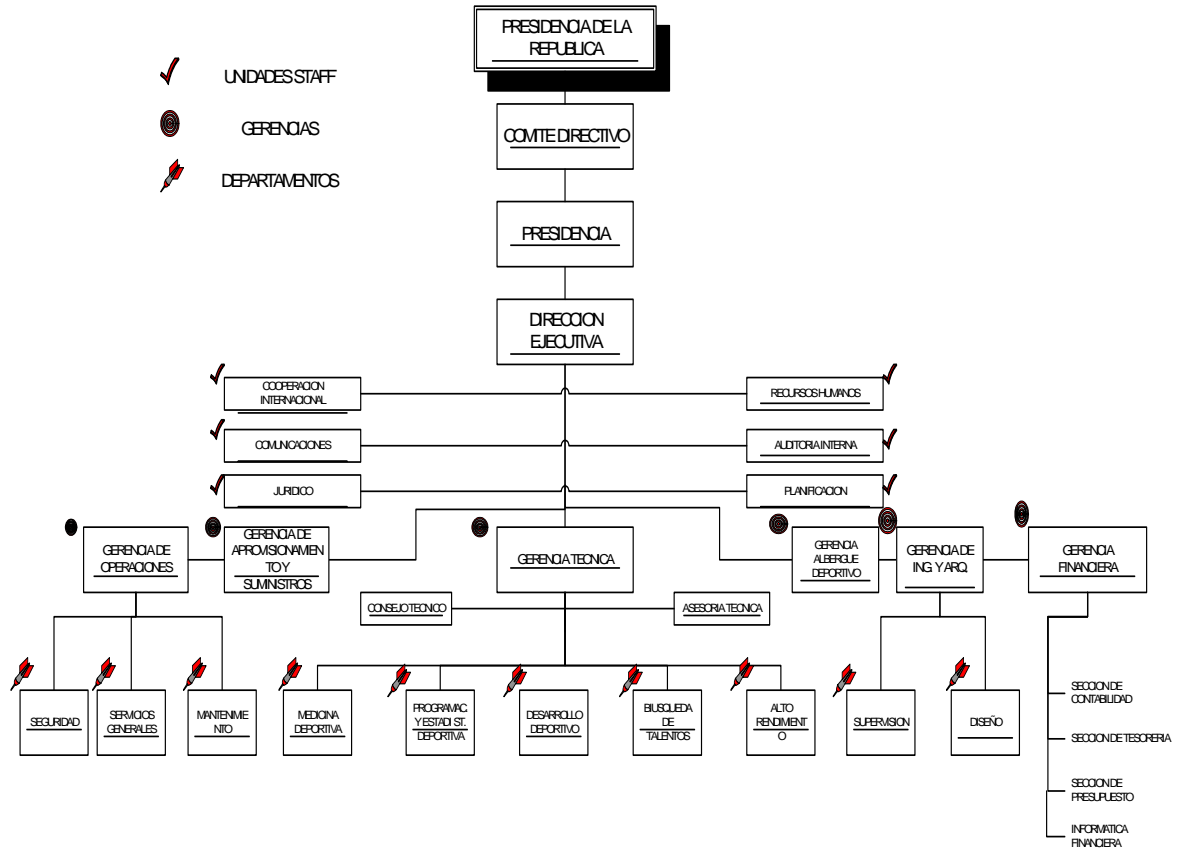 PRESIDENCIA DE LA
REPUBLICA
UNIDADES STAFF
GERENCIAS
DEPARTAMENTOS
COMITE DIRECTIVO
PRESIDENCIA
DIRECCION
EJECUTIVA
COOPERACION
INTERNACIONAL
RECURSOS HUMANOS
COMUNICACIONES
AUDITORIA INTERNA
JURIDICO
PLANIFICACION
GERENCIA DE
OPERACIONES
GERENCIA DE
APROVISIONAMIEN
TO Y
SUMINISTROS
GERENCIA TECNICA
GERENCIA
ALBERGUE
DEPORTIVO
GERENCIA DE
ING. Y ARQ.
GERENCIA
FINANCIERA
CONSEJO TECNICO
ASESORIA TECNICA
SEGURIDAD
SERVICIOS
GENERALES
MANTENIMIE
NTO
MEDICINA
DEPORTIVA
PROGRAMAC.
Y ESTADI ST.
DEPORTIVA
DESARROLLO
DEPORTIVO
BIUSQUEDA
DE
TALENTOS
ALTO
RENDIMIENT
O
SUPERVISION
DISEÑO
SECCION DE
CONTABILIDAD
SECCION DE TESORERIA
SECCION DE
PRESUPUESTO
INFORMATICA
FINANCIERA